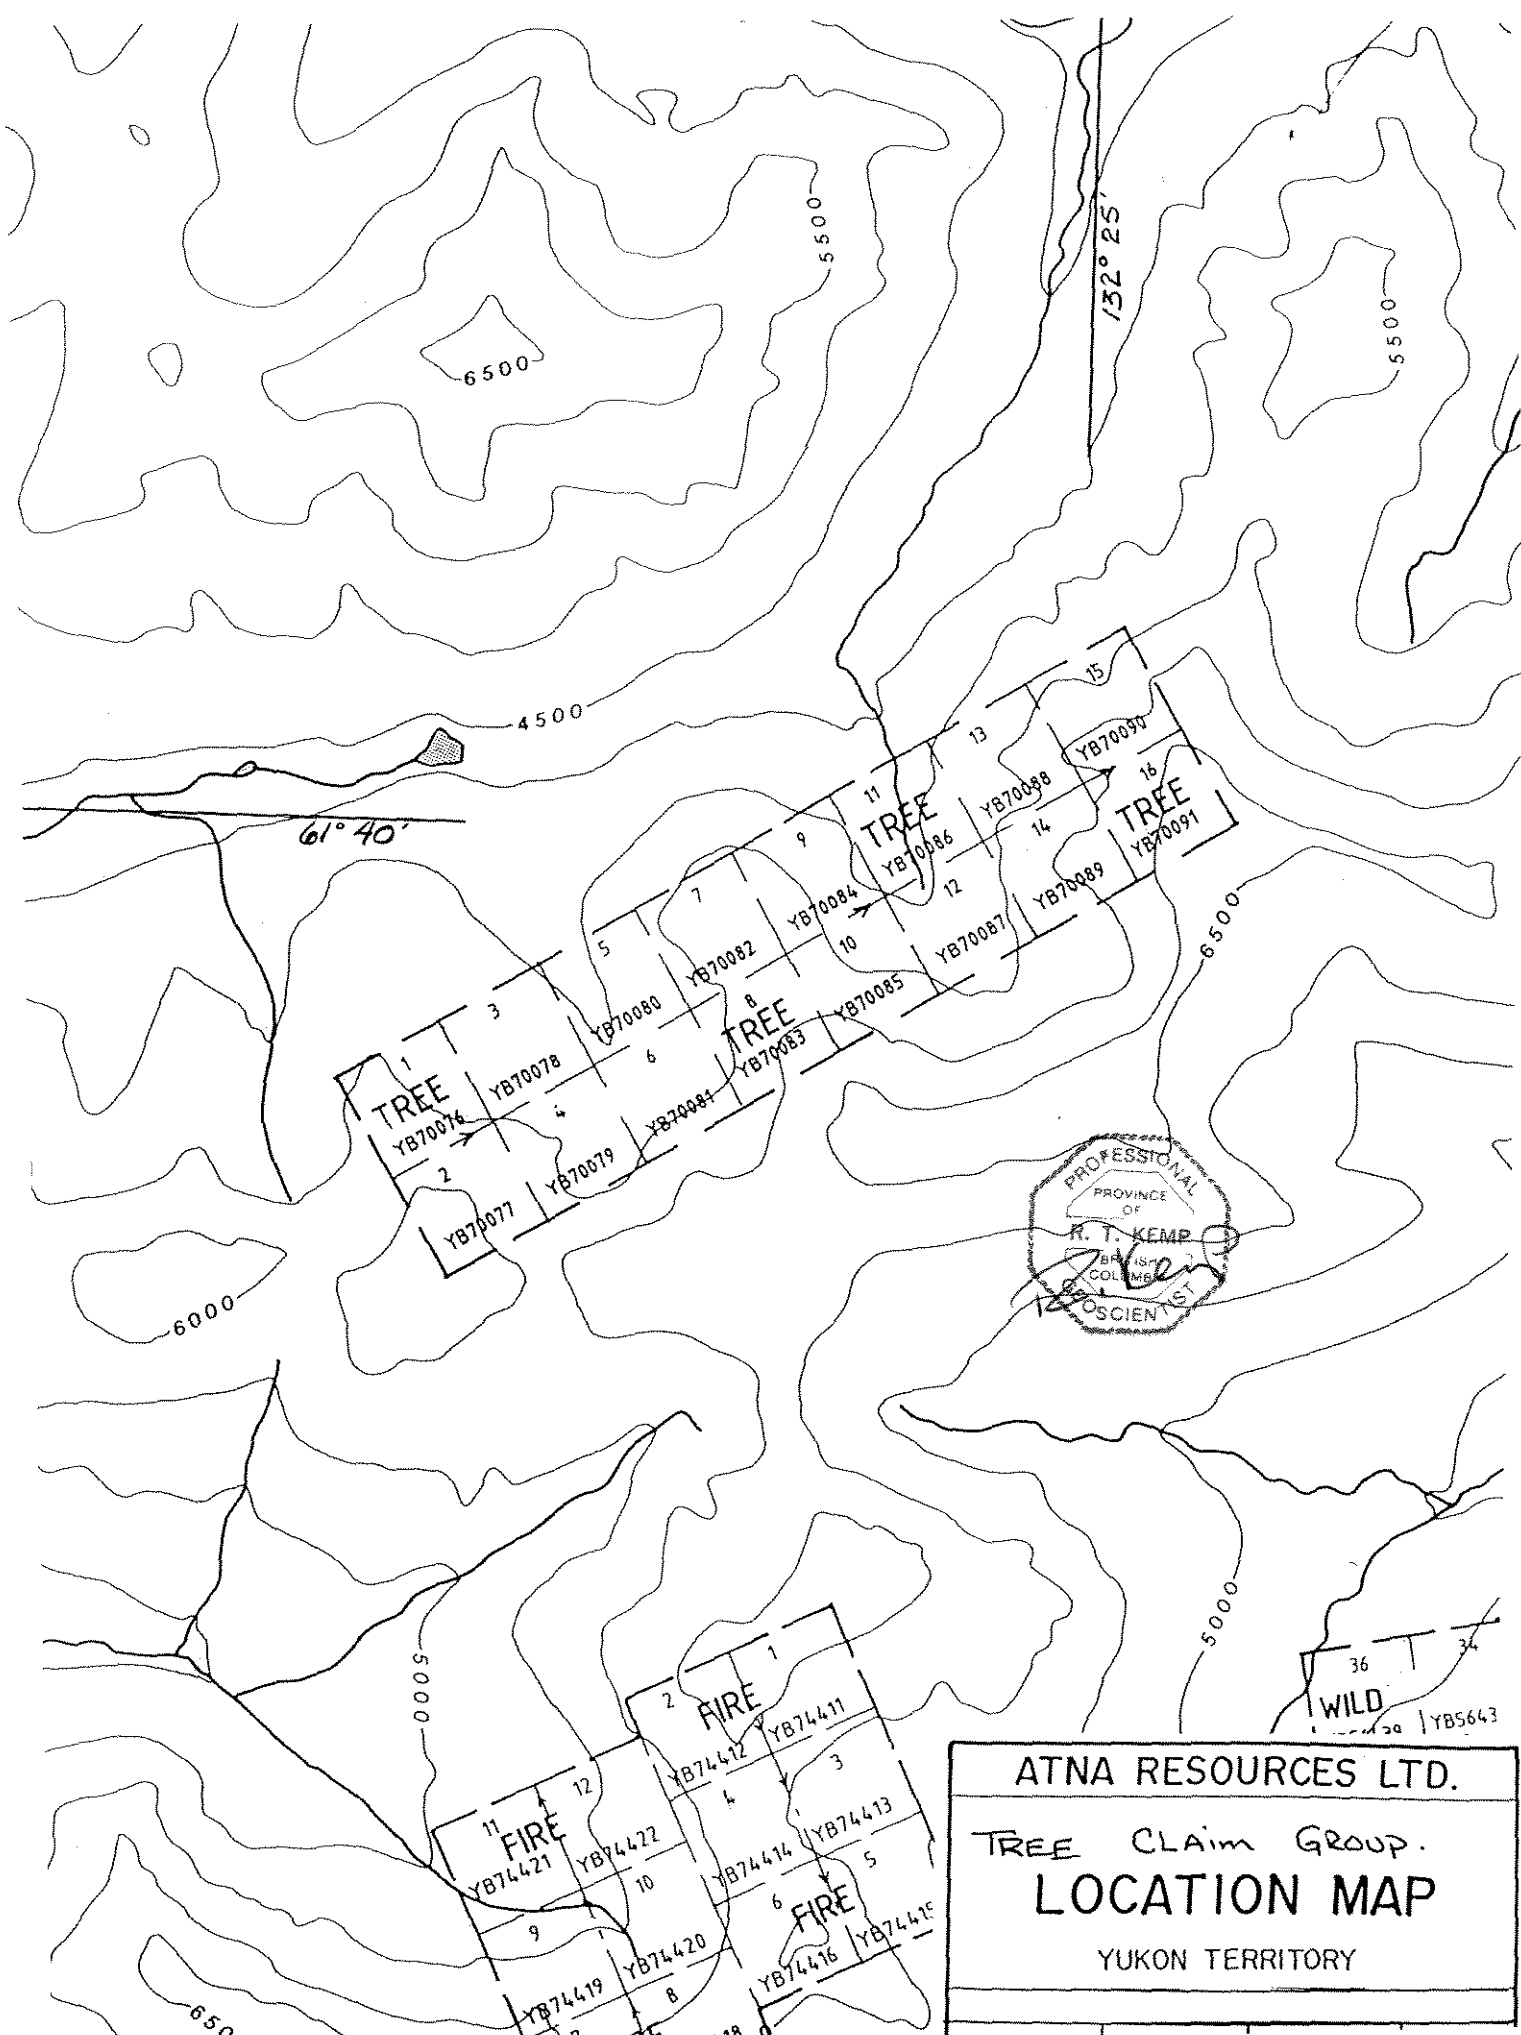 5500
132° 25'
5500
6500
4500
61° 40'
15
YB70090
16
TREE
YB70091
13
YB70088
14
YB70089
11
TREE
YB70086
12
YB70087
9
YB70084
10
YB70085
7
YB70082
8
TREE
YB70083
5
YB70080
6
YB70081
3
YB70078
4
YB70079
1
TREE
YB70076
2
YB70077
6500
6000
PROFESSIONAL
PROVINCE
OF
R. T. KEMP
BRITISH
COLUMBIA
GEOSCIENTIST
5000
5000
36
34
WILD
YB5643
1
2
FIRE
YB74411
YB74412
3
4
YB74413
YB74414
5
6
FIRE
YB74415
YB74416
12
11
FIRE
YB74422
YB74421
10
9
YB74420
YB74419
8
650
ATNA RESOURCES LTD.
TREE CLAIM GROUP.
LOCATION MAP
YUKON TERRITORY